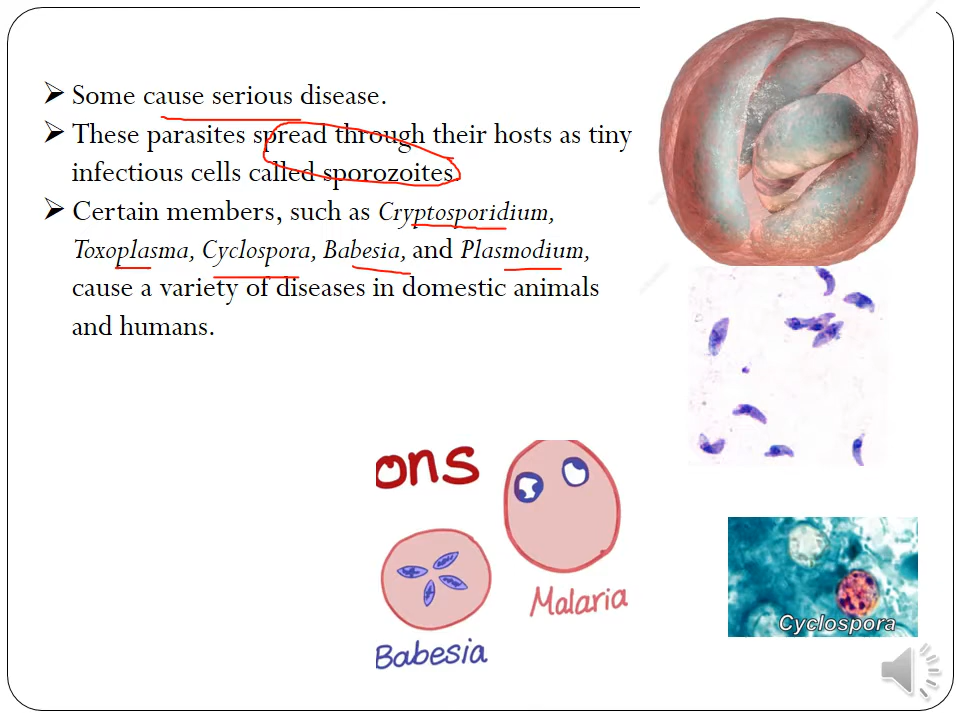 ➢ Some cause serious disease.
➢ These parasites spread through their hosts as tiny
infectious cells called sporozoites.
➢ Certain members, such as Cryptosporidium,
Toxoplasma, Cyclospora, Babesia, and Plasmodium,
cause a variety of diseases in domestic animals
and humans.
ons
Malaria
Babesia
Cyclospora